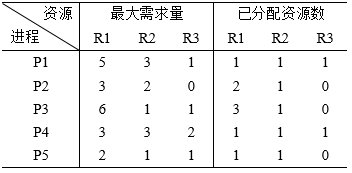 资源 最大需求量 已分配资源数
进程 R1 R2 R3 R1 R2 R3
P1 5 3 1 1 1 1
P2 3 2 0 2 1 0
P3 6 1 1 3 1 0
P4 3 3 2 1 1 1
P5 2 1 1 1 1 0